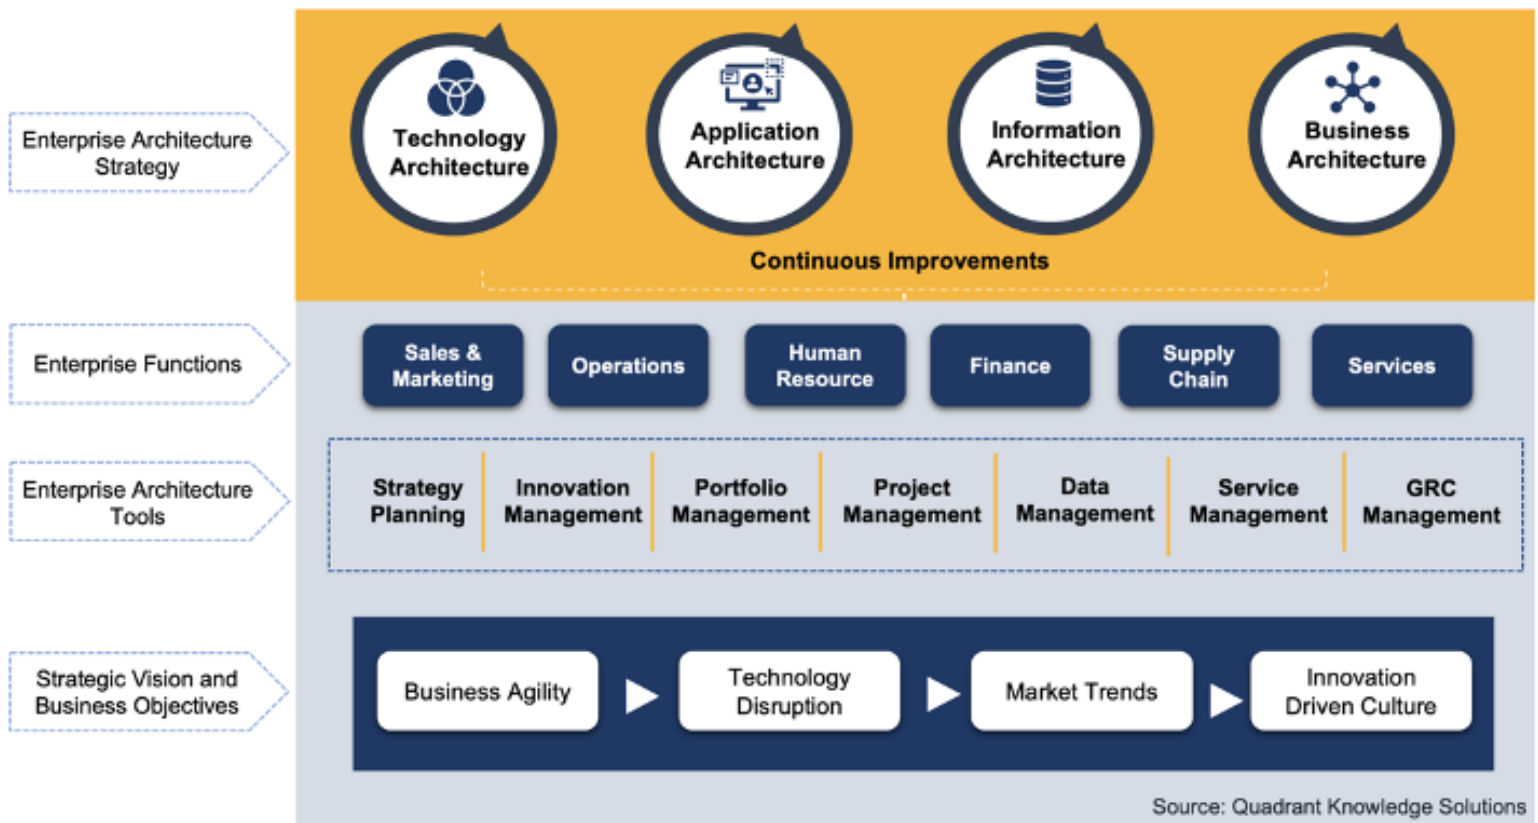 Enterprise Architecture
Strategy
Technology
Architecture
Application
Architecture
Information
Architecture
Business
Architecture
Continuous Improvements
Enterprise Functions
Sales &
Marketing
Operations
Human
Resource
Finance
Supply
Chain
Services
Enterprise Architecture
Tools
Strategy
Planning
Innovation
Management
Portfolio
Management
Project
Management
Data
Management
Service
Management
GRC
Management
Strategic Vision and
Business Objectives
Business Agility
Technology
Disruption
Market Trends
Innovation
Driven Culture
Source: Quadrant Knowledge Solutions